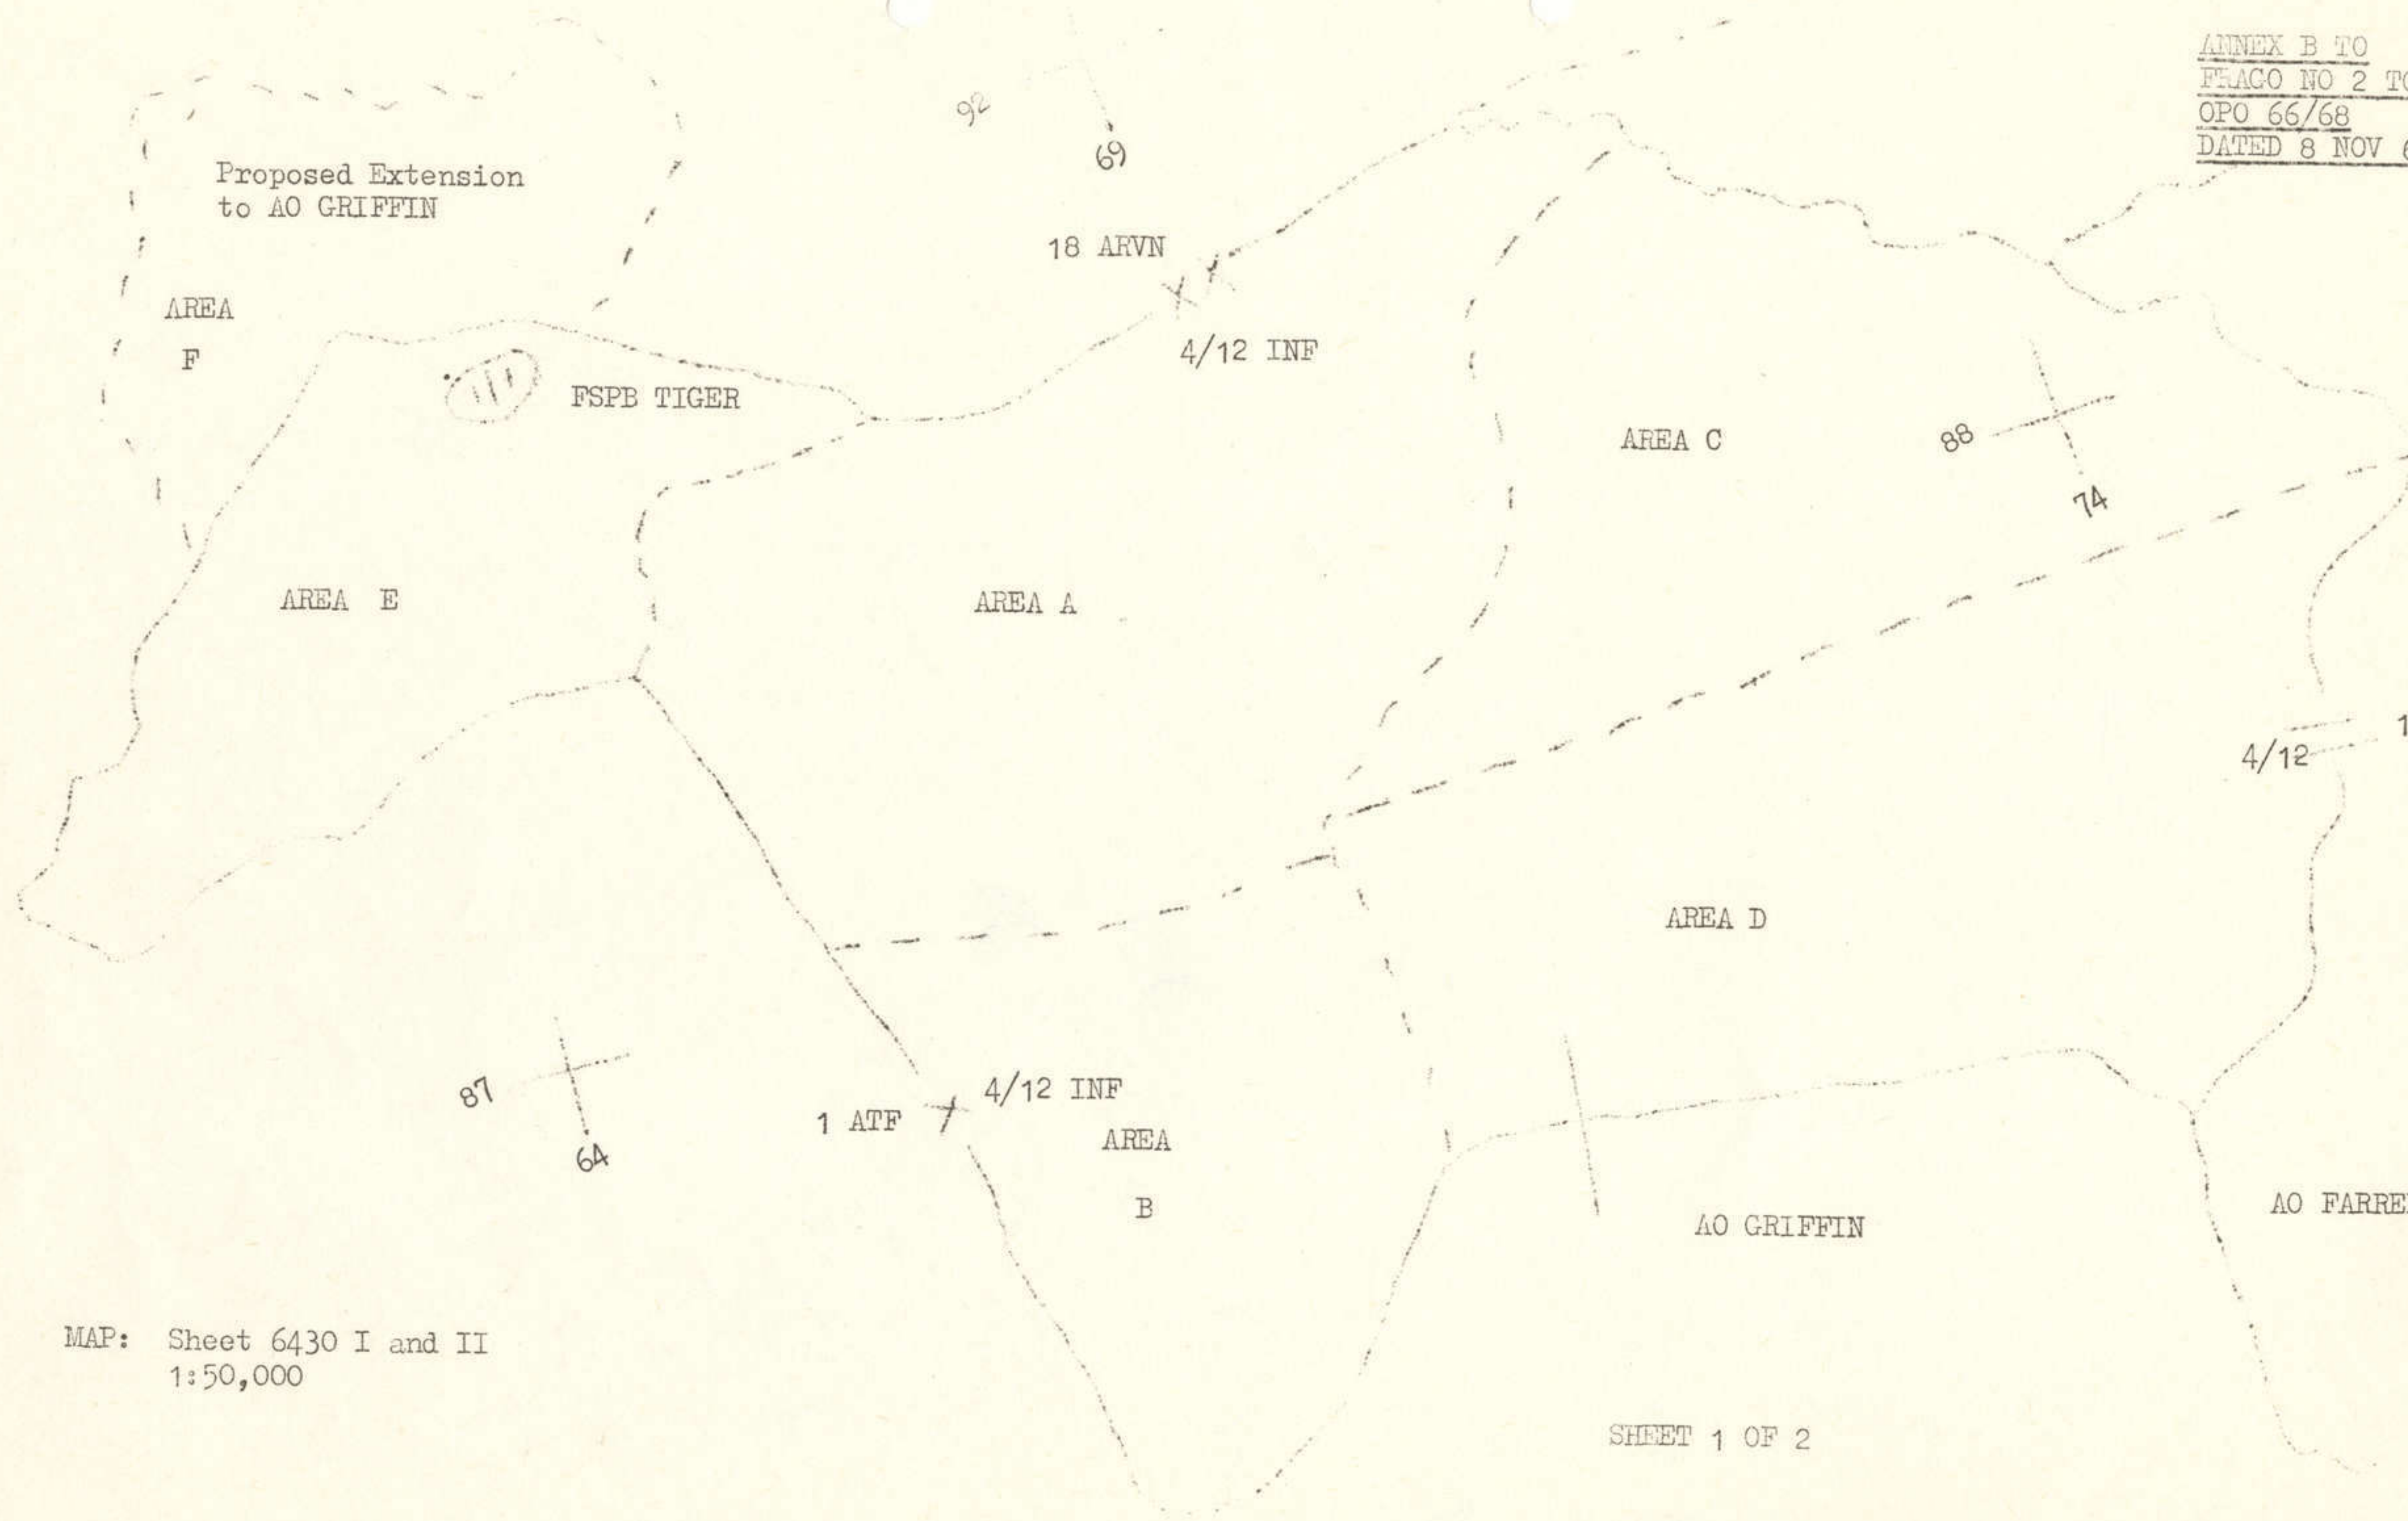 ANNEX B TO
FRAGO NO 2 TO
OPO 66/68
DATED 8 NOV
Proposed Extension
to AO GRIFFIN
92
69
18 ARVN
4/12 INF
AREA
F
FSPB TIGER
AREA C
88
74
AREA E
AREA A
4/12
1
AREA D
87
64
1 ATF
4/12 INF
AREA
B
AO GRIFFIN
AO FARRE
MAP: Sheet 6430 I and II
1:50,000
SHEET 1 OF 2